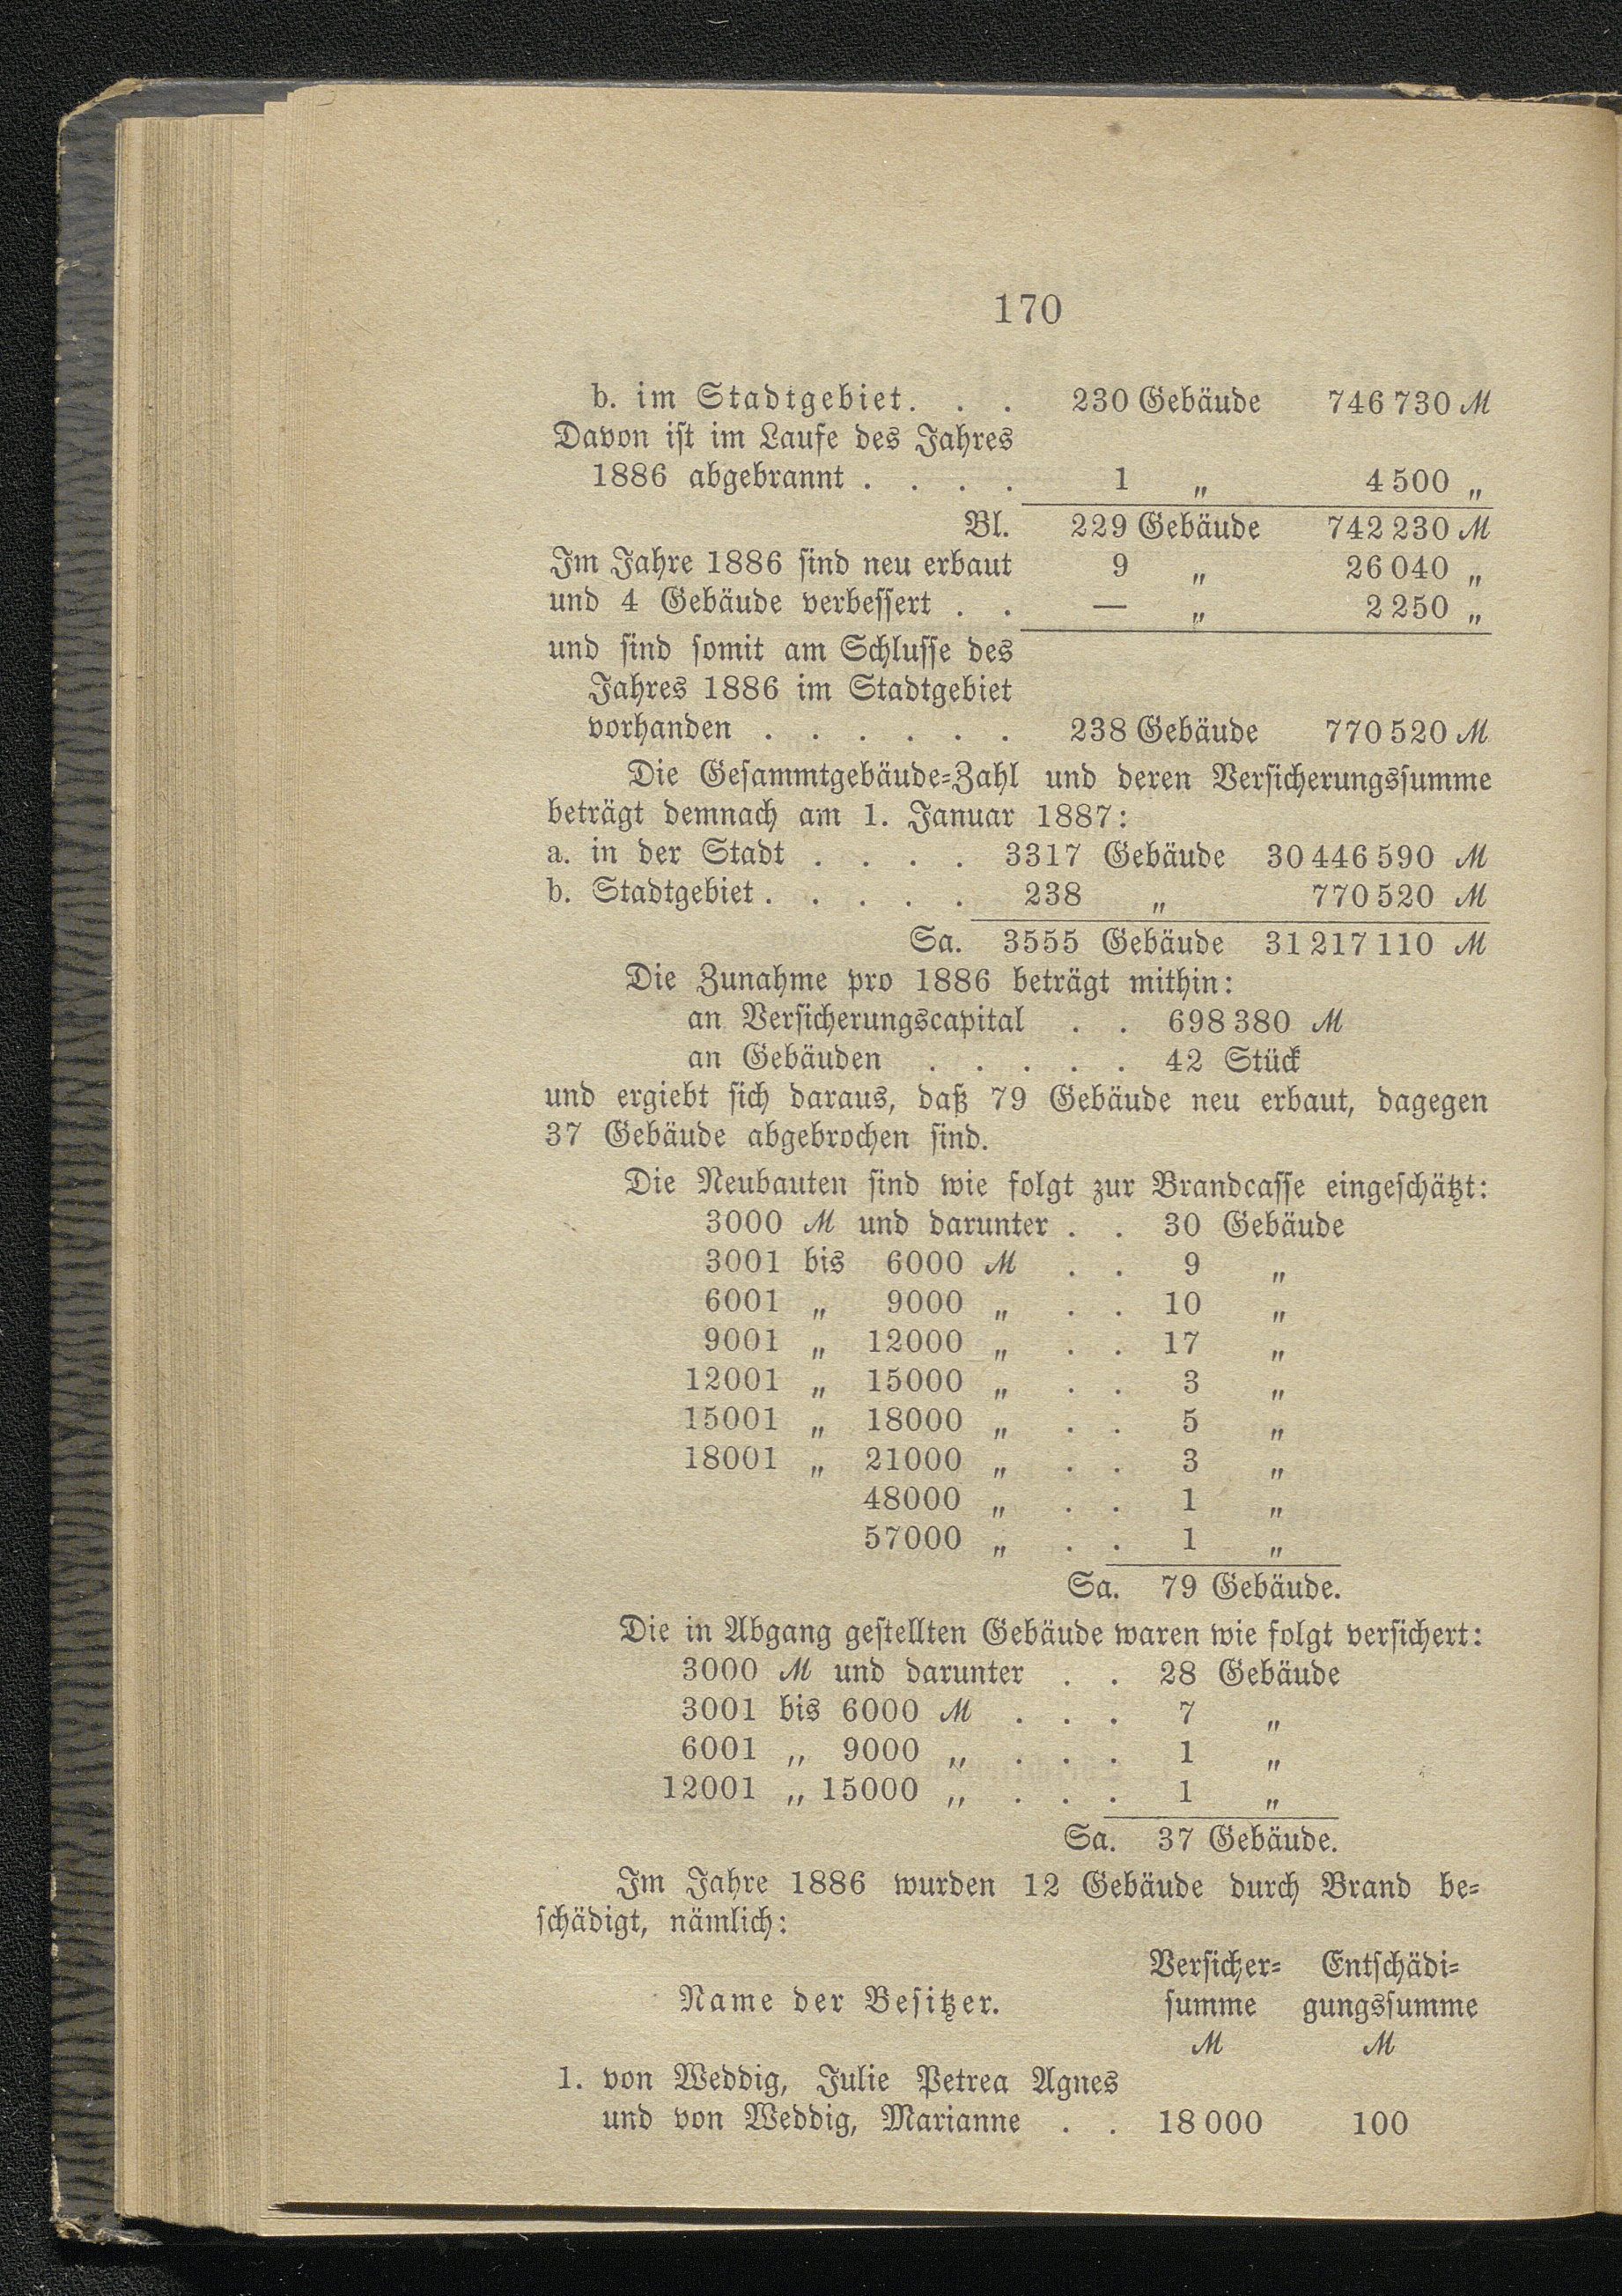 170
b. im Stadtgebiet. . . 230 Gebäude 746 730 ℳ
Davon ist im Laufe des Jahres
1886 abgebrannt . . . . 1 „ 4 500 „
Bl. 229 Gebäude 742 230 ℳ
Im Jahre 1886 sind neu erbaut 9 „ 26 040 „
und 4 Gebäude verbessert . . — „ 2 250 „
und sind somit am Schlusse des
Jahres 1886 im Stadtgebiet
vorhanden . . . . . . 238 Gebäude 770 520 ℳ
Die Gesammtgebäude-Zahl und deren Versicherungssumme
beträgt demnach am 1. Januar 1887:
a. in der Stadt . . . . 3317 Gebäude 30 446 590 ℳ
b. Stadtgebiet . . . . . 238 „ 770 520 ℳ
Sa. 3555 Gebäude 31 217 110 ℳ
Die Zunahme pro 1886 beträgt mithin:
an Versicherungscapital . . 698 380 ℳ
an Gebäuden . . . . . 42 Stück
und ergiebt sich daraus, daß 79 Gebäude neu erbaut, dagegen
37 Gebäude abgebrochen sind.
Die Neubauten sind wie folgt zur Brandcasse eingeschätzt:
3000 ℳ und darunter . . 30 Gebäude
3001 bis 6000 ℳ . . 9 „
6001 „ 9000 „ . . 10 „
9001 „ 12000 „ . . 17 „
12001 „ 15000 „ . . 3 „
15001 „ 18000 „ . . 5 „
18001 „ 21000 „ . . 3 „
48000 „ . . 1 „
57000 „ . . 1 „
Sa. 79 Gebäude.
Die in Abgang gestellten Gebäude waren wie folgt versichert:
3000 ℳ und darunter . . 28 Gebäude
3001 bis 6000 ℳ . . . 7 „
6001 „ 9000 „ . . . 1 „
12001 „ 15000 „ . . . 1 „
Sa. 37 Gebäude.
Im Jahre 1886 wurden 12 Gebäude durch Brand be-
schädigt, nämlich:
Versicher- Entschädi-
Name der Besitzer. summe gungssumme
ℳ ℳ
1. von Weddig, Julie Petrea Agnes
und von Weddig, Marianne . . 18 000 100